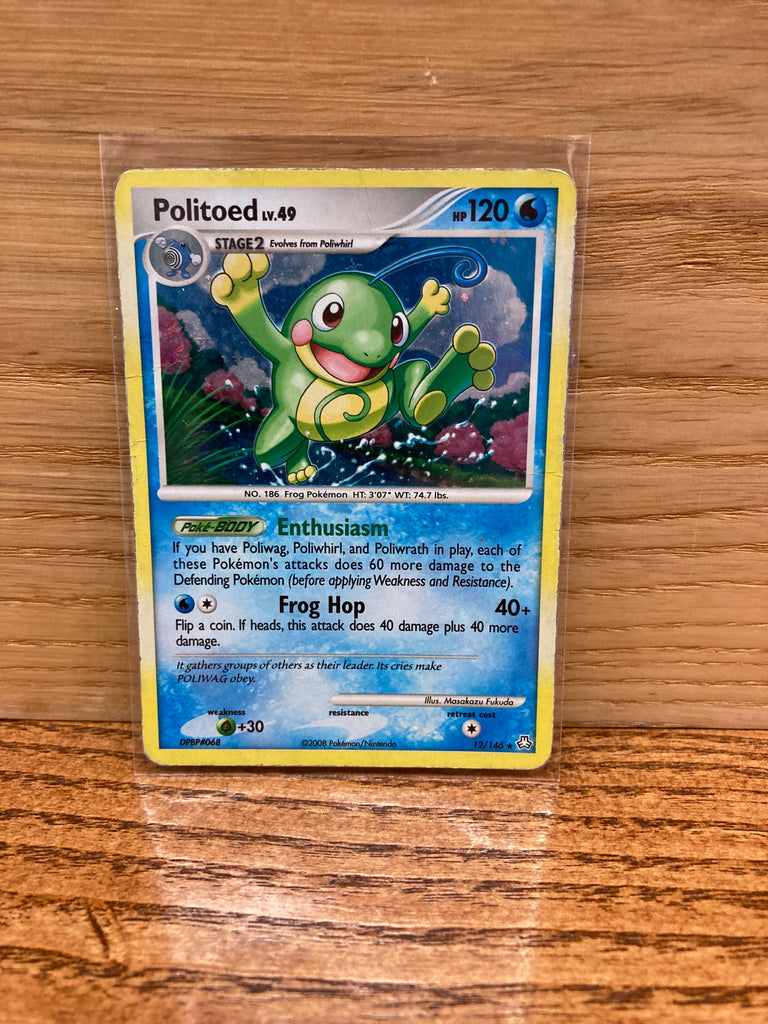 Politoed LV.49 HP 120
STAGE2 Evolves from Poliwhirl
NO. 186 Frog Pokémon HT: 3'07" WT: 74.7 lbs.
Poké-BODY Enthusiasm
If you have Poliwag, Poliwhirl, and Poliwrath in play, each of
these Pokémon's attacks does 60 more damage to the
Defending Pokémon (before applying Weakness and Resistance).
Frog Hop 40+
Flip a coin. If heads, this attack does 40 damage plus 40 more
damage.
It gathers groups of others as their leader. Its cries make
POLIWAG obey.
Illus. Masakazu Fukuda
weakness resistance retreat cost
+30
DPBP#068 ©2008 Pokémon/Nintendo 12/146 ★